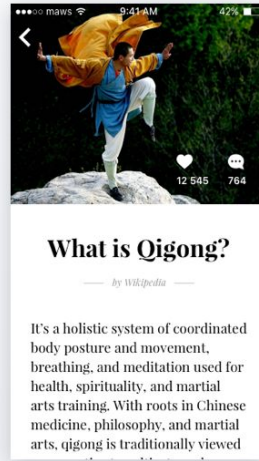 maws 9:41 AM 42%
12 545 764
What is Qigong?
by Wikipedia
It's a holistic system of coordinated
body posture and movement,
breathing, and meditation used for
health, spirituality, and martial
arts training. With roots in Chinese
medicine, philosophy, and martial
arts, qigong is traditionally viewed